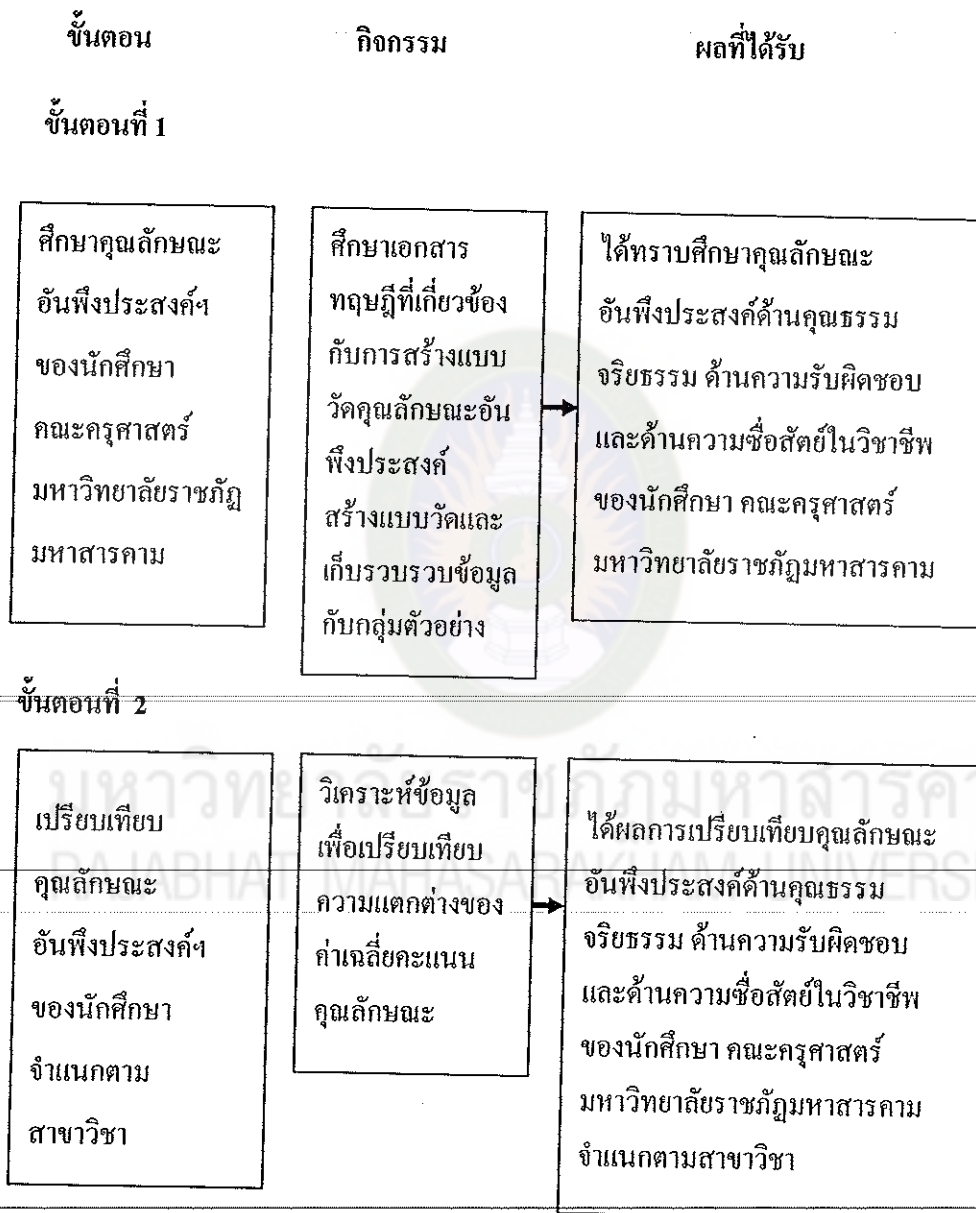 ขั้นตอน กิจกรรม ผลที่ได้รับ
ขั้นตอนที่ 1
ศึกษาคุณลักษณะ
อันพึงประสงค์ฯ
ของนักศึกษา
คณะครุศาสตร์
มหาวิทยาลัยราชภัฏ
มหาสารคาม
ศึกษาเอกสาร
ทฤษฎีที่เกี่ยวข้อง
กับการสร้างแบบ
วัดคุณลักษณะอัน
พึงประสงค์
สร้างแบบวัดและ
เก็บรวบรวบข้อมูล
กับกลุ่มตัวอย่าง
ได้ทราบศึกษาคุณลักษณะ
อันพึงประสงค์ด้านคุณธรรม
จริยธรรม ด้านความรับผิดชอบ
และด้านความซื่อสัตย์ในวิชาชีพ
ของนักศึกษา คณะครุศาสตร์
มหาวิทยาลัยราชภัฏมหาสารคาม
ขั้นตอนที่ 2
เปรียบเทียบ
คุณลักษณะ
อันพึงประสงค์ฯ
ของนักศึกษา
จำแนกตาม
สาขาวิชา
วิเคราะห์ข้อมูล
เพื่อเปรียบเทียบ
ความแตกต่างของ
ค่าเฉลี่ยคะแนน
คุณลักษณะ
ได้ผลการเปรียบเทียบคุณลักษณะ
อันพึงประสงค์ด้านคุณธรรม
จริยธรรม ด้านความรับผิดชอบ
และด้านความซื่อสัตย์ในวิชาชีพ
ของนักศึกษา คณะครุศาสตร์
มหาวิทยาลัยราชภัฏมหาสารคาม
จำแนกตามสาขาวิชา
มหาวิทยาลัยราชภัฏมหาสารคา
RAJABHAT MAHASARAKHAM UNIVERSI